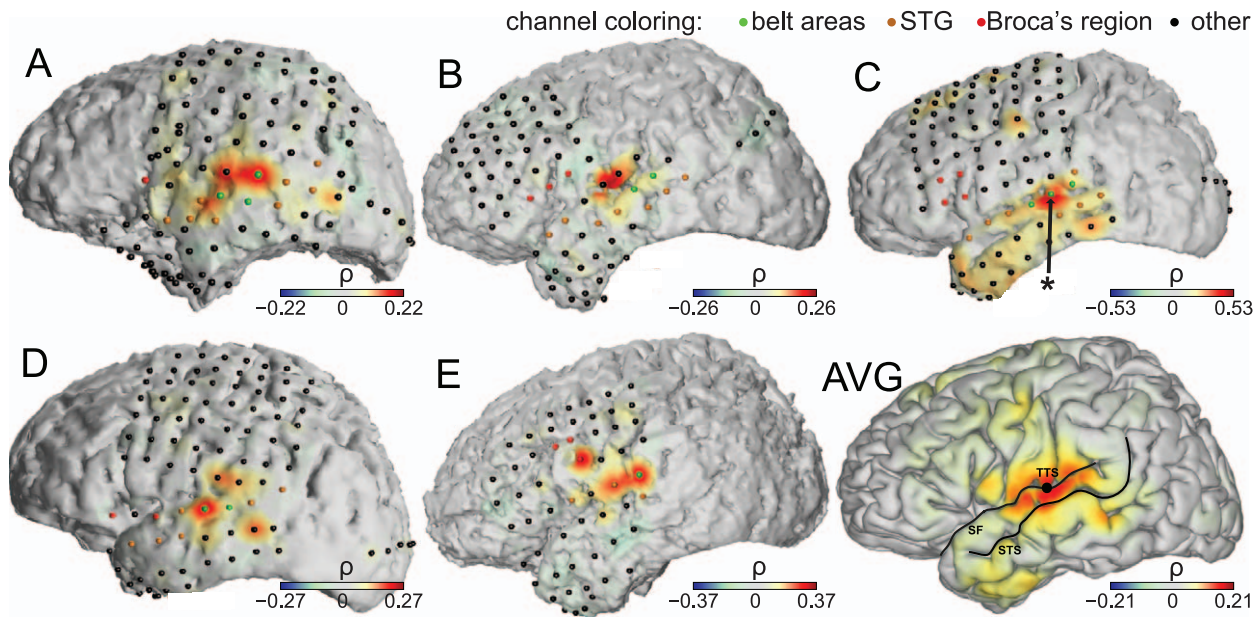 channel coloring: belt areas STG Broca's region other
A
B
C
*
ρ
−0.22 0 0.22
ρ
−0.26 0 0.26
ρ
−0.53 0 0.53
D
E
AVG
TTS
SF
STS
ρ
−0.27 0 0.27
ρ
−0.37 0 0.37
ρ
−0.21 0 0.21